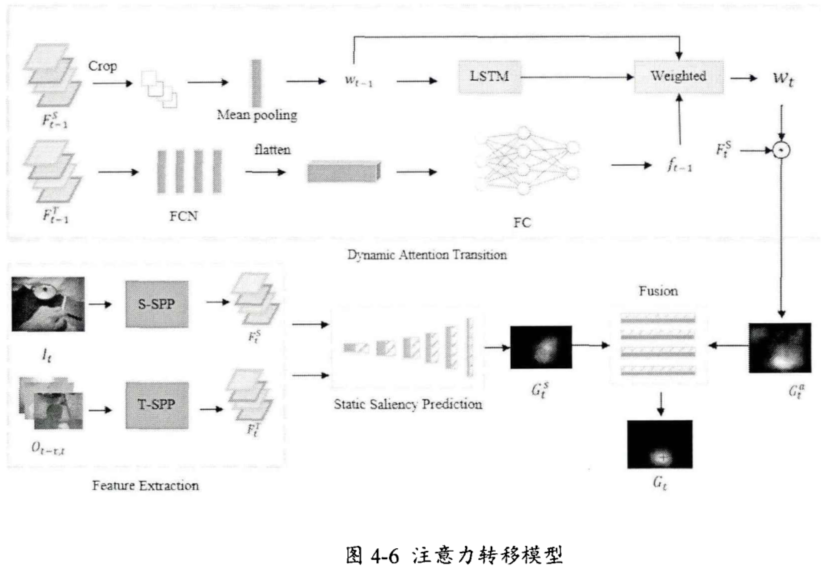 Crop
F_{t-1}^S
Mean pooling
w_{t-1}
LSTM
Weighted
w_t
F_{t-1}^T
FCN
flatten
FC
f_{t-1}
F_t^S
Dynamic Attention Transition
I_t
S-SPP
F_t^S
O_{t-τ,t}
T-SPP
F_t^T
Feature Extraction
Static Saliency Prediction
G_t^s
Fusion
G_t^a
G_t
图 4-6 注意力转移模型